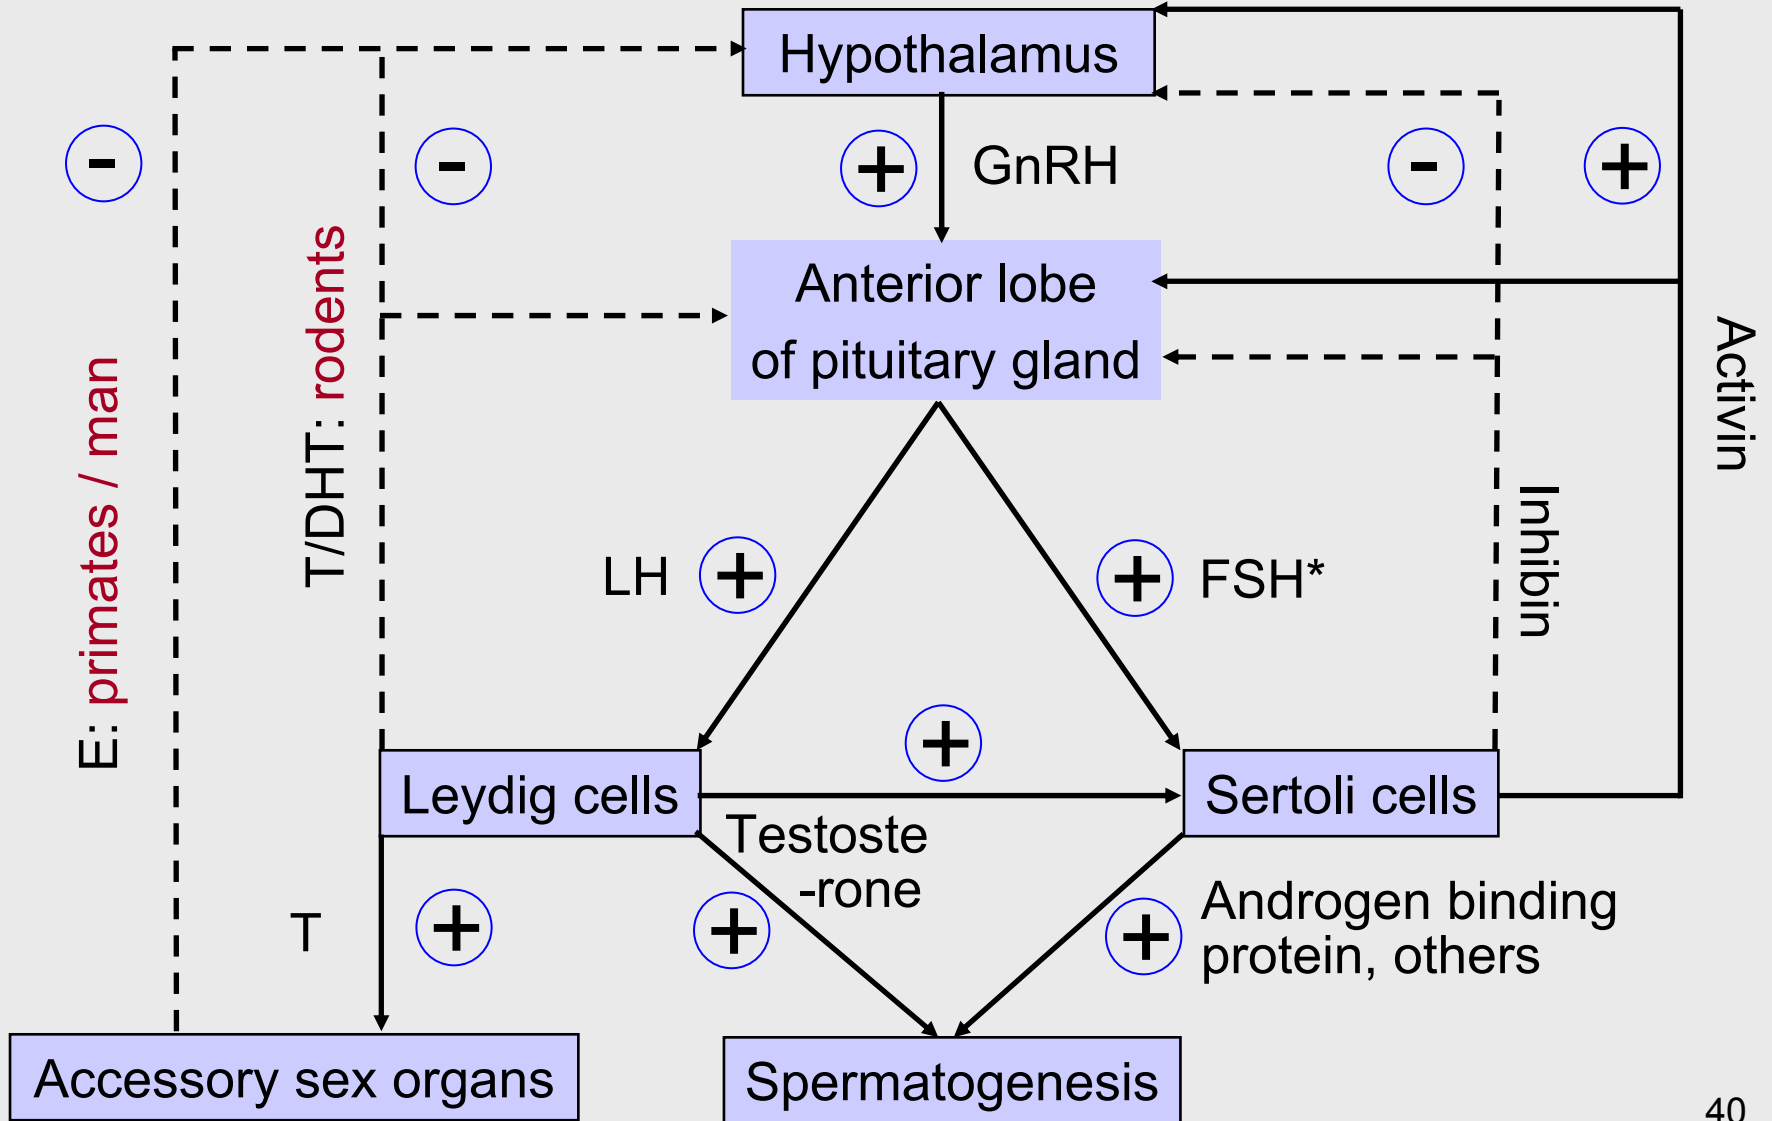 Hypothalamus
-
-
+
GnRH
-
+
Anterior lobe
of pituitary gland
E: primates / man
T/DHT: rodents
Activin
Inhibin
LH
+
+
FSH*
+
Leydig cells
Sertoli cells
Testoste
-rone
T
+
+
+
Androgen binding
protein, others
Accessory sex organs
Spermatogenesis
40